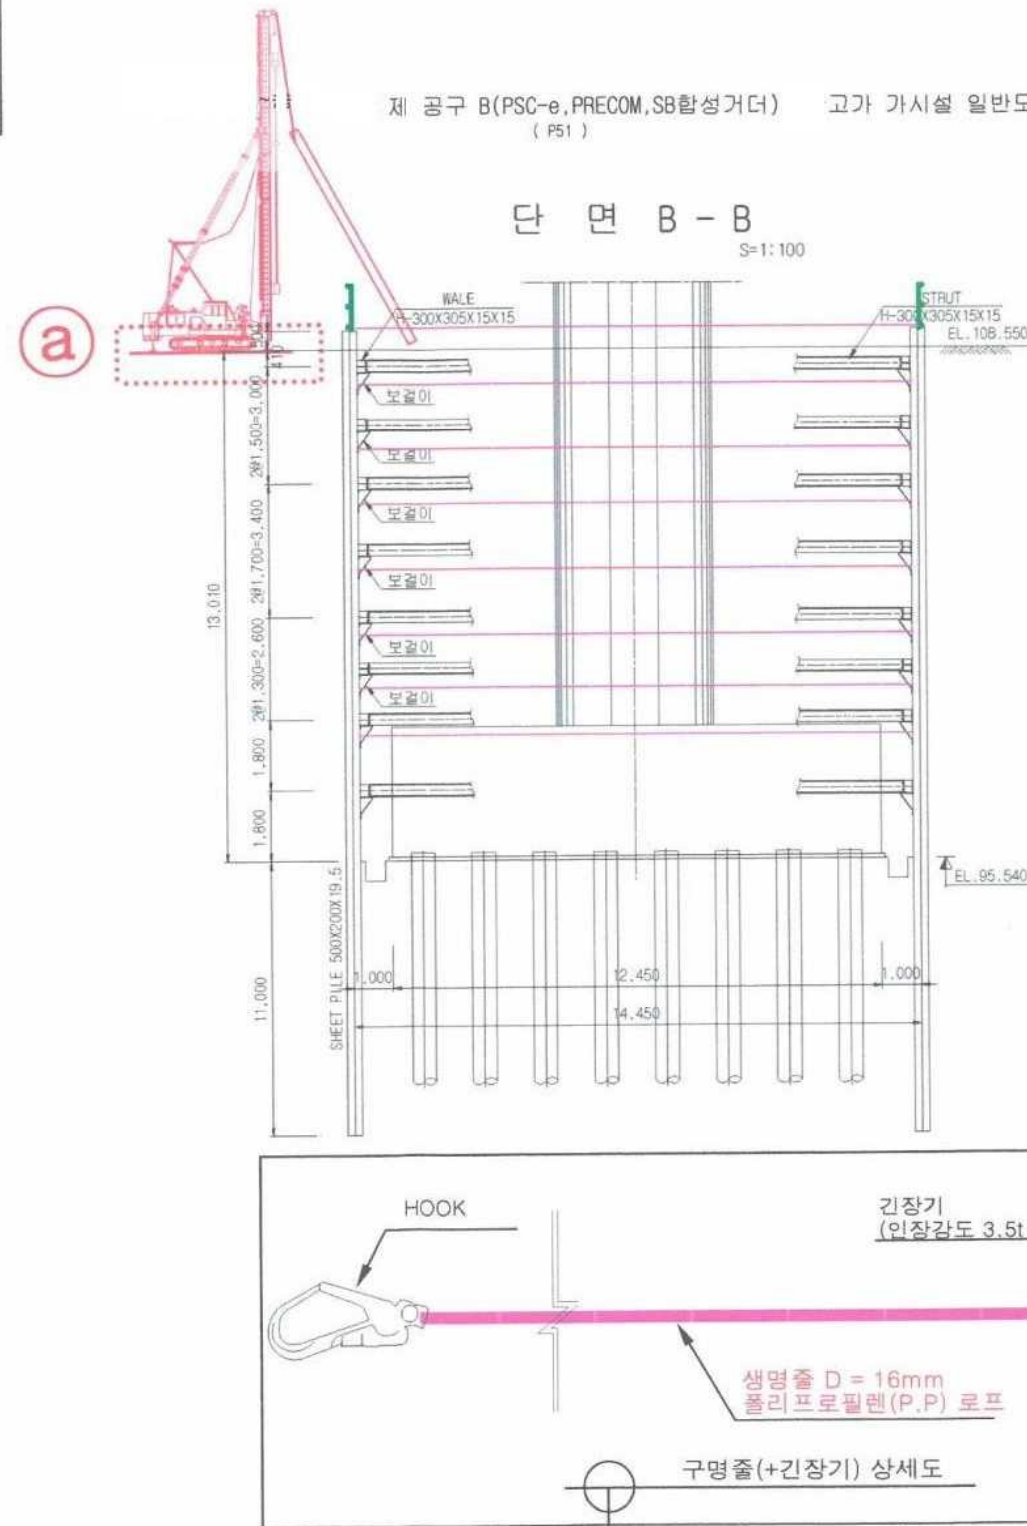 제 공구 B(PSC-e,PRECOM,SB합성거더) 고가 가시설 일반도
( P51 )
단 면 B - B
S=1:100
WALE
H-300X305X15X15
STRUT
H-300X305X15X15
EL.108.550
a
보걸이
보걸이
보걸이
보걸이
보걸이
보걸이
2@1,500=3.000
2@1,700=3.400
2@1,300=2.600
1.800
1.800
13.010
11.000
SHEET PILE 500X200X19.5
EL.95.540
1.000
12.450
1.000
14.450
HOOK
긴장기
(인장강도 3.5t
생명줄 D = 16mm
폴리프로필렌(P.P) 로프
구명줄(+긴장기) 상세도